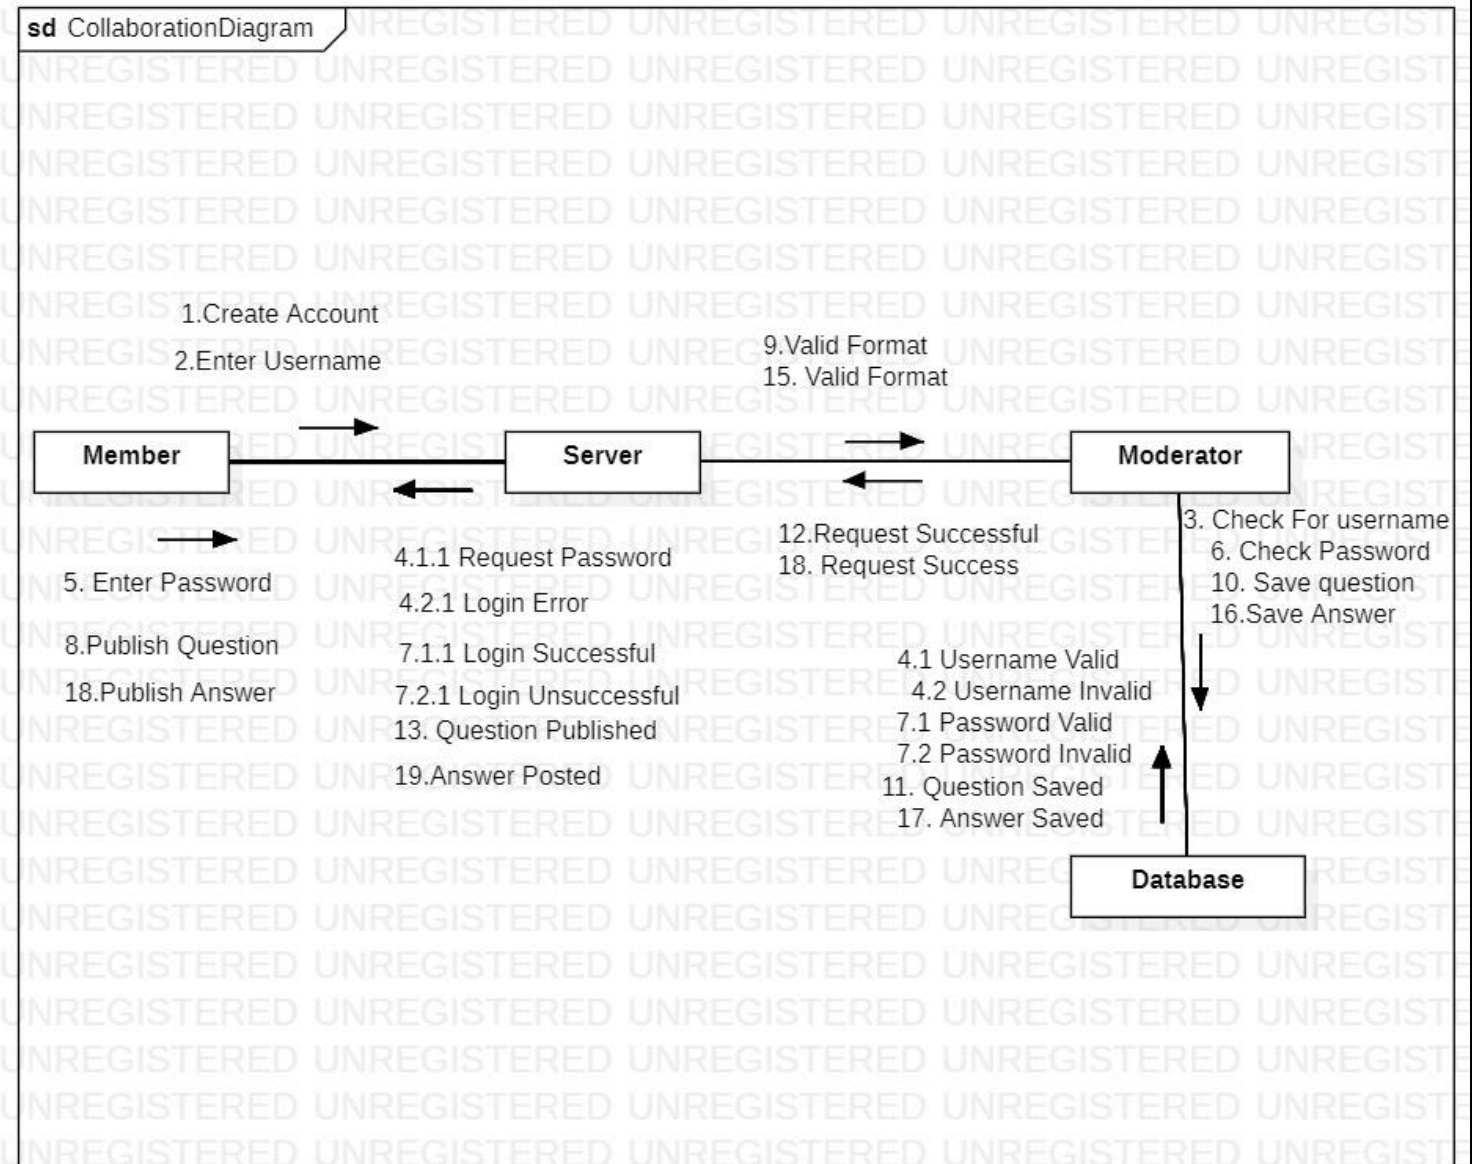 sd CollaborationDiagram
1.Create Account
2.Enter Username
9.Valid Format
15. Valid Format
Member
Server
Moderator
5. Enter Password
8.Publish Question
18.Publish Answer
4.1.1 Request Password
4.2.1 Login Error
7.1.1 Login Successful
7.2.1 Login Unsuccessful
13. Question Published
19.Answer Posted
12.Request Successful
18. Request Success
3. Check For username
6. Check Password
10. Save question
16.Save Answer
4.1 Username Valid
4.2 Username Invalid
7.1 Password Valid
7.2 Password Invalid
11. Question Saved
17. Answer Saved
Database
UNREGISTERED